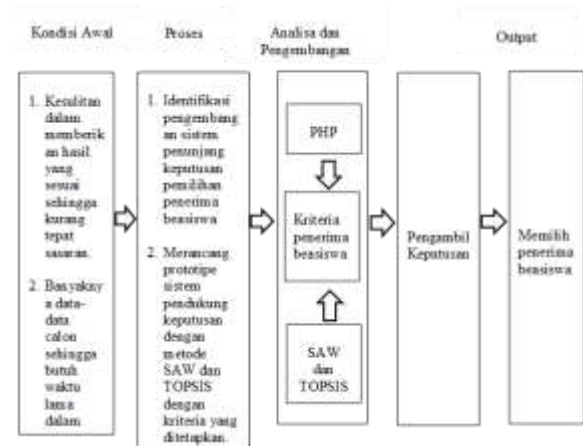 Kondisi Awal
Proses
Analisa dan
Pengembangan
Output
1. Kesulitan
dalam
memberik
an hasil
yang
sesuai
sehingga
kurang
tepat
sasaran.
2. Banyakny
a data-
data
calon
sehingga
butuh
waktu
lama
dalam
1. Identifikasi
pengembang
an sistem
penunjang
keputusan
pemilihan
penerima
beasiswa
2. Merancang
prototipe
sistem
pendukung
keputusan
dengan
metode
SAW dan
TOPSIS
dengan
kriteria yang
ditetapkan.
PHP
Kriteria
penerima
beasiswa
SAW
dan
TOPSIS
Pengambil
Keputusan
Memilih
penerima
beasiswa